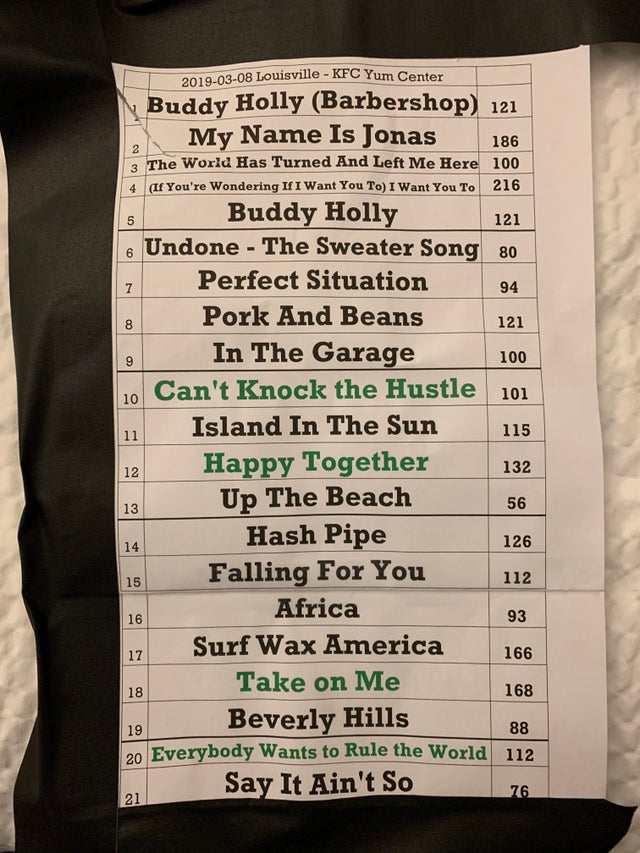 2019-03-08 Louisville - KFC Yum Center
1 Buddy Holly (Barbershop) 121
2 My Name Is Jonas 186
3 The World Has Turned And Left Me Here 100
4 (If You're Wondering If I Want You To) I Want You To 216
5 Buddy Holly 121
6 Undone - The Sweater Song 80
7 Perfect Situation 94
8 Pork And Beans 121
9 In The Garage 100
10 Can't Knock the Hustle 101
11 Island In The Sun 115
12 Happy Together 132
13 Up The Beach 56
14 Hash Pipe 126
15 Falling For You 112
16 Africa 93
17 Surf Wax America 166
18 Take on Me 168
19 Beverly Hills 88
20 Everybody Wants to Rule the World 112
21 Say It Ain't So 76